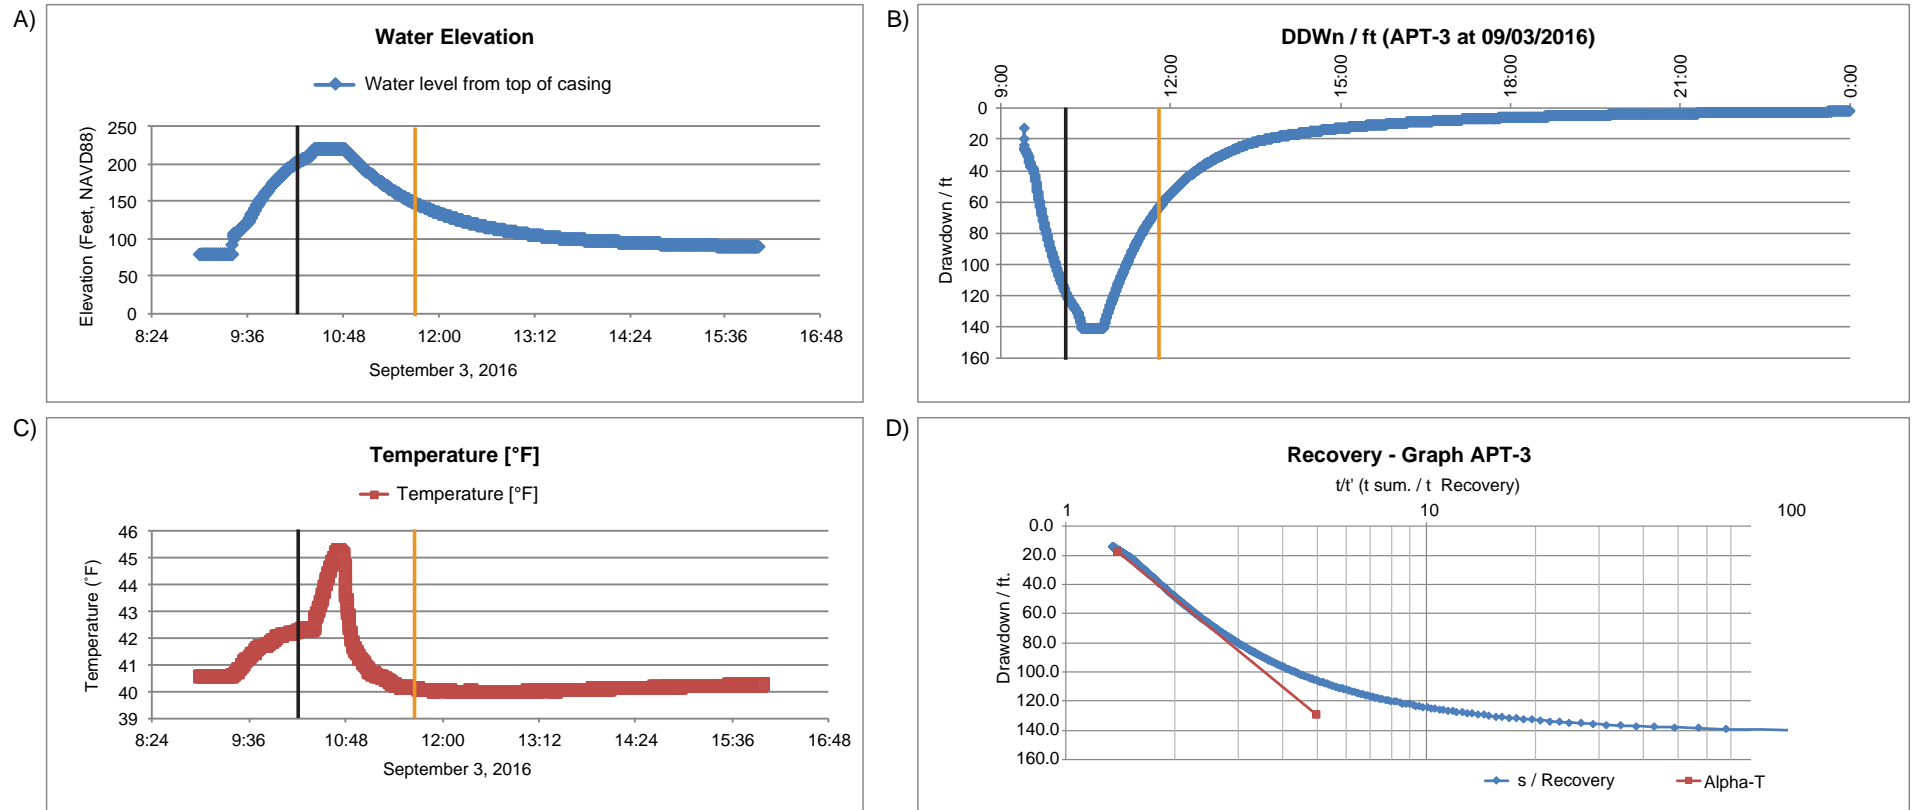 A)
Water Elevation
Water level from top of casing
Elevation (Feet, NAVD88)
250
200
150
100
50
0
8:24 9:36 10:48 12:00 13:12 14:24 15:36 16:48
September 3, 2016
B)
DDWn / ft (APT-3 at 09/03/2016)
9:00 12:00 15:00 18:00 21:00 0:00
Drawdown / ft
0
20
40
60
80
100
120
140
160
C)
Temperature [°F]
Temperature [°F]
Temperature (°F)
46
45
44
43
42
41
40
39
8:24 9:36 10:48 12:00 13:12 14:24 15:36 16:48
September 3, 2016
D)
Recovery - Graph APT-3
t/t' (t sum. / t Recovery)
1 10 100
Drawdown / ft.
0.0
20.0
40.0
60.0
80.0
100.0
120.0
140.0
160.0
s / Recovery
Alpha-T